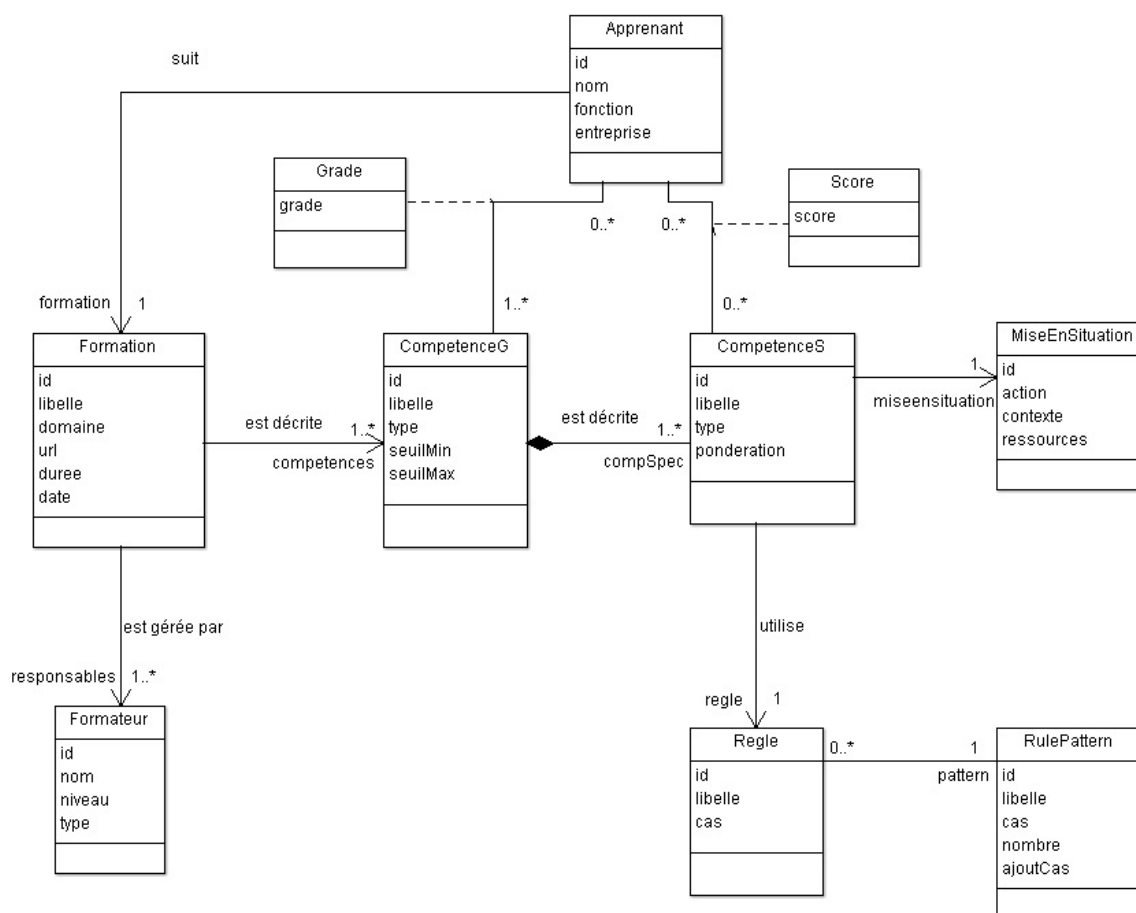 Apprenant
id
nom
fonction
entreprise
suit
Grade
grade
Score
score
0..*
0..*
formation
1
1..*
0..*
Formation
id
libelle
domaine
url
duree
date
est décrite
1..*
competences
CompetenceG
id
libelle
type
seuilMin
seuilMax
est décrite
1..*
compSpec
CompetenceS
id
libelle
type
ponderation
1
miseensituation
MiseEnSituation
id
action
contexte
ressources
est gérée par
responsables
1..*
utilise
regle
1
Formateur
id
nom
niveau
type
Regle
id
libelle
cas
0..*
1
pattern
RulePattern
id
libelle
cas
nombre
ajoutCas